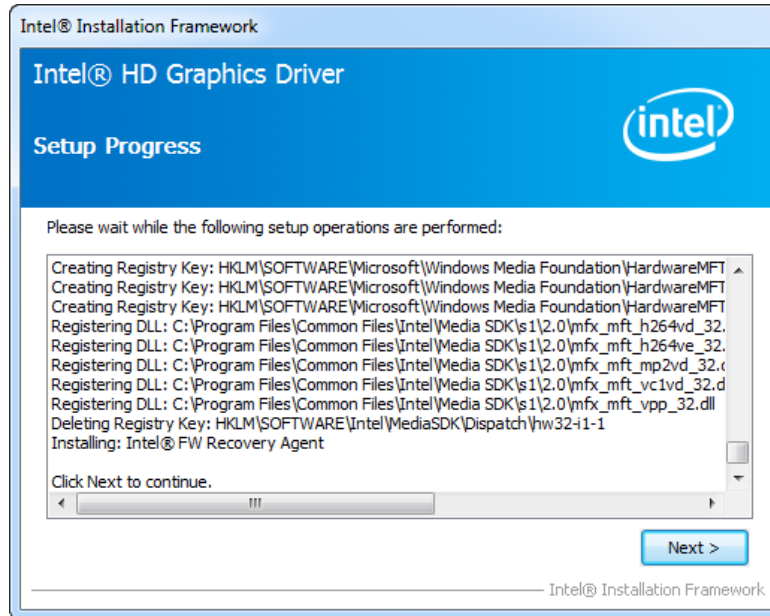 Intel® Installation Framework
Intel® HD Graphics Driver
intel
Setup Progress
Please wait while the following setup operations are performed:
Creating Registry Key: HKLM\SOFTWARE\Microsoft\Windows Media Foundation\HardwareMFT
Creating Registry Key: HKLM\SOFTWARE\Microsoft\Windows Media Foundation\HardwareMFT
Creating Registry Key: HKLM\SOFTWARE\Microsoft\Windows Media Foundation\HardwareMFT
Registering DLL: C:\Program Files\Common Files\Intel\Media SDK\s1\2.0\mfx_mft_h264vd_32.
Registering DLL: C:\Program Files\Common Files\Intel\Media SDK\s1\2.0\mfx_mft_h264ve_32.
Registering DLL: C:\Program Files\Common Files\Intel\Media SDK\s1\2.0\mfx_mft_mp2vd_32.d
Registering DLL: C:\Program Files\Common Files\Intel\Media SDK\s1\2.0\mfx_mft_vc1vd_32.d
Registering DLL: C:\Program Files\Common Files\Intel\Media SDK\s1\2.0\mfx_mft_vpp_32.dll
Deleting Registry Key: HKLM\SOFTWARE\Intel\MediaSDK\Dispatch\hw32-i1-1
Installing: Intel® FW Recovery Agent
Click Next to continue.
Next >
Intel® Installation Framework